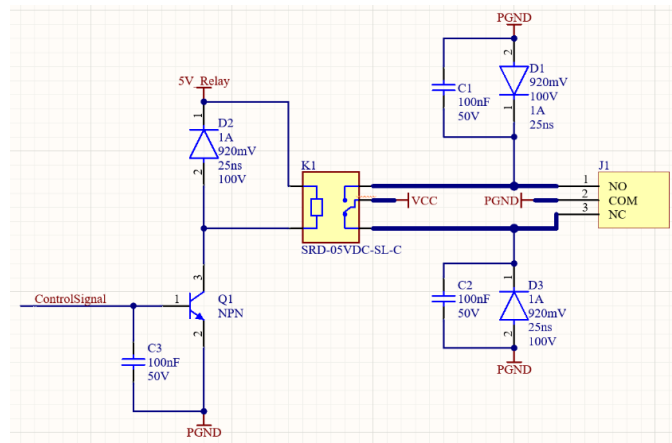 PGND
2
D1
920mV
100V
1A
25ns
1
C1
100nF
50V
5V_Relay
1
D2
1A
920mV
25ns
100V
2
K1
SRD-05VDC-SL-C
VCC
PGND
J1
1
NO
2
COM
3
NC
ControlSignal
1
3
Q1
NPN
2
C3
100nF
50V
PGND
C2
100nF
50V
1
D3
1A
920mV
25ns
100V
2
PGND